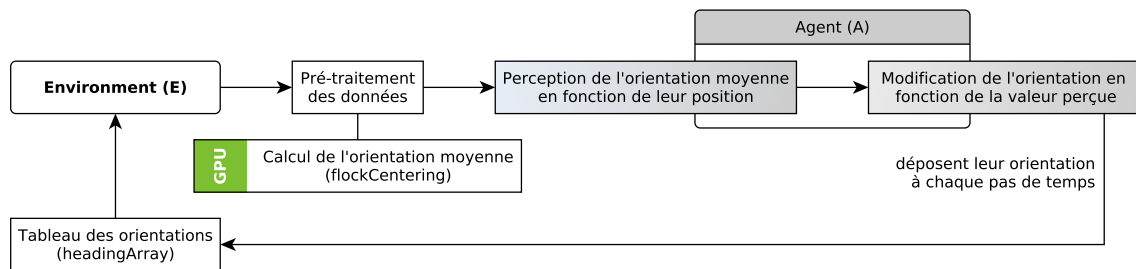 Agent (A)
Environment (E)
Pré-traitement
des données
Perception de l'orientation moyenne
en fonction de leur position
Modification de l'orientation en
fonction de la valeur perçue
GPU
Calcul de l'orientation moyenne
(flockCentering)
déposent leur orientation
à chaque pas de temps
Tableau des orientations
(headingArray)